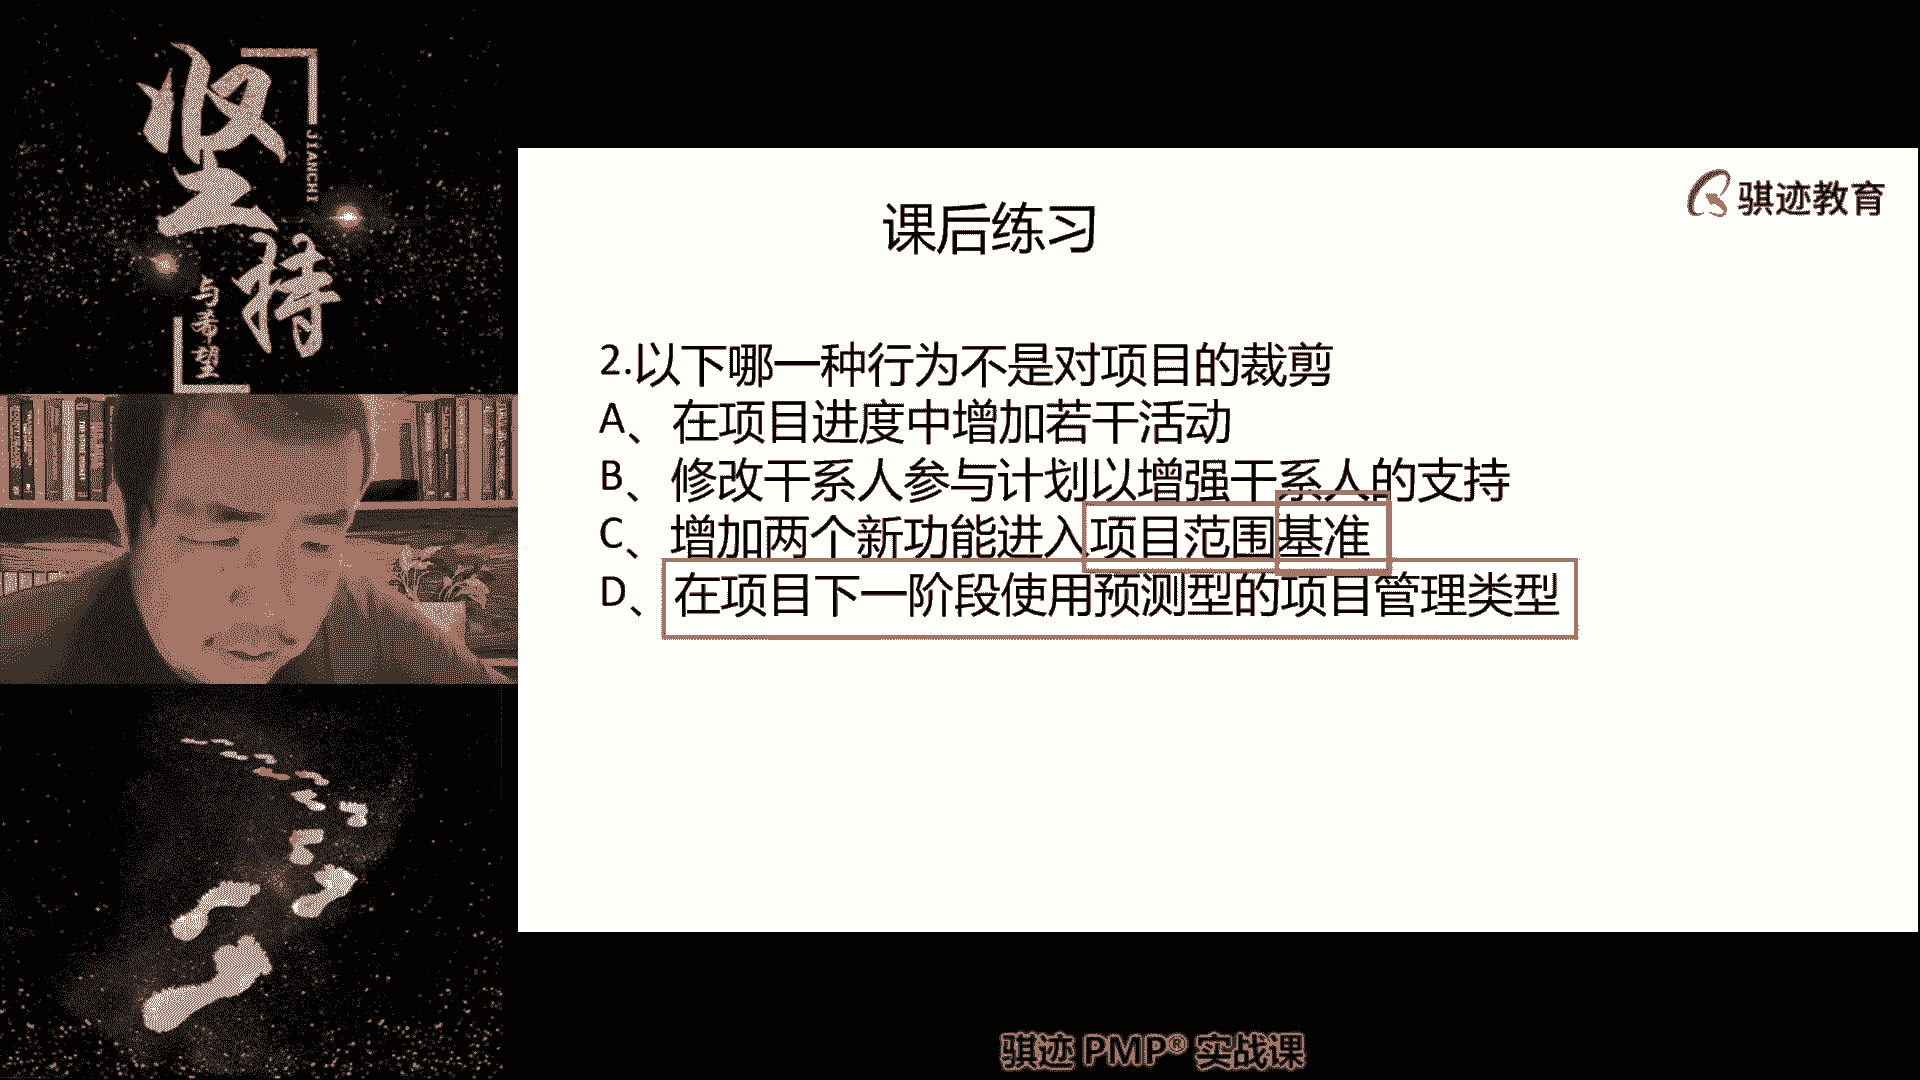 坚持
JIANCHI
与希望
骐迹教育
课后练习
2.以下哪一种行为不是对项目的裁剪
A、在项目进度中增加若干活动
B、修改干系人参与计划以增强干系人的支持
C、增加两个新功能进入项目范围基准
D、在项目下一阶段使用预测型的项目管理类型
骐迹 PMP® 实战课